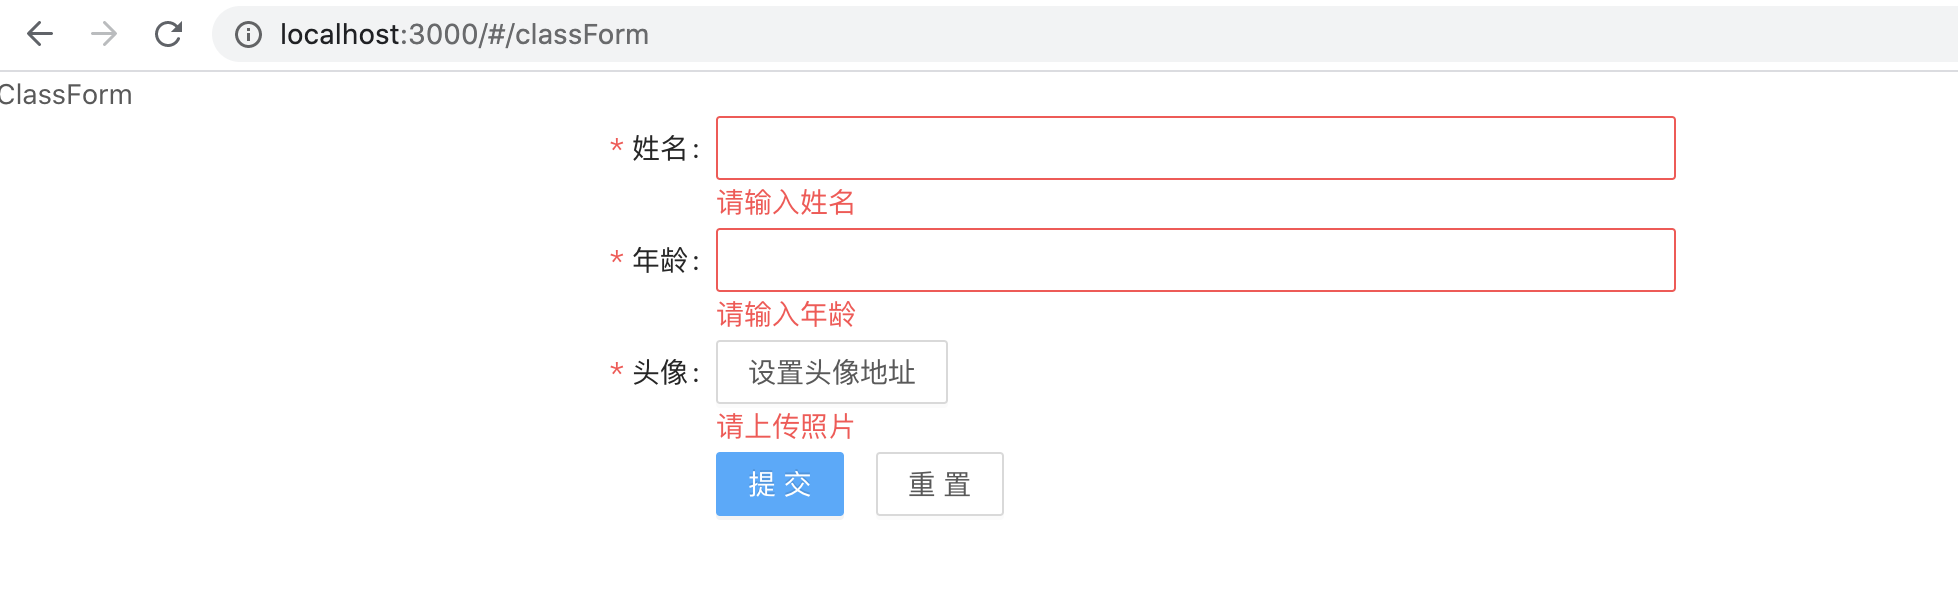 localhost:3000/#/classForm
ClassForm
* 姓名:
请输入姓名
* 年龄:
请输入年龄
* 头像: 设置头像地址
请上传照片
提 交 重 置